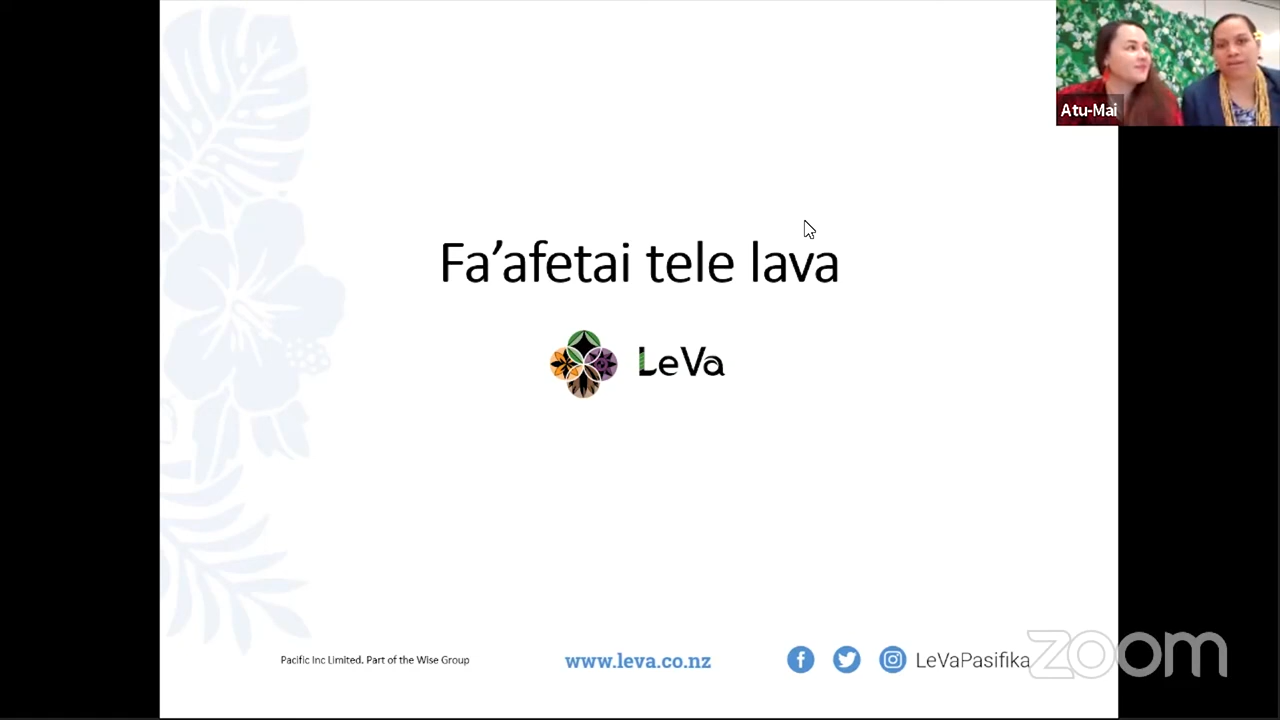 Atu-Mai
Fa’afetai tele lava
LeVa
Pacific Inc Limited. Part of the Wise Group
www.leva.co.nz
LeVaPasifika
zoom